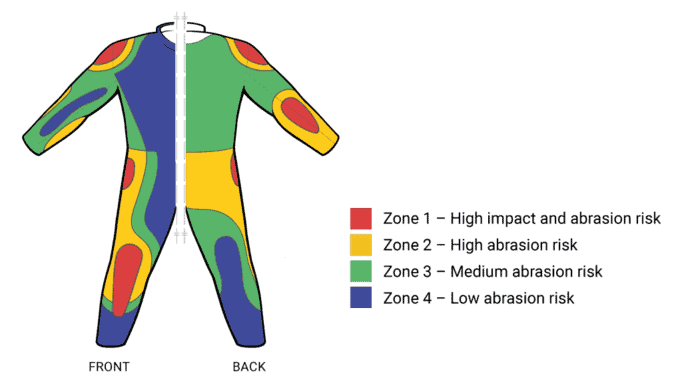 Zone 1 – High impact and abrasion risk
Zone 2 – High abrasion risk
Zone 3 – Medium abrasion risk
Zone 4 – Low abrasion risk
FRONT
BACK